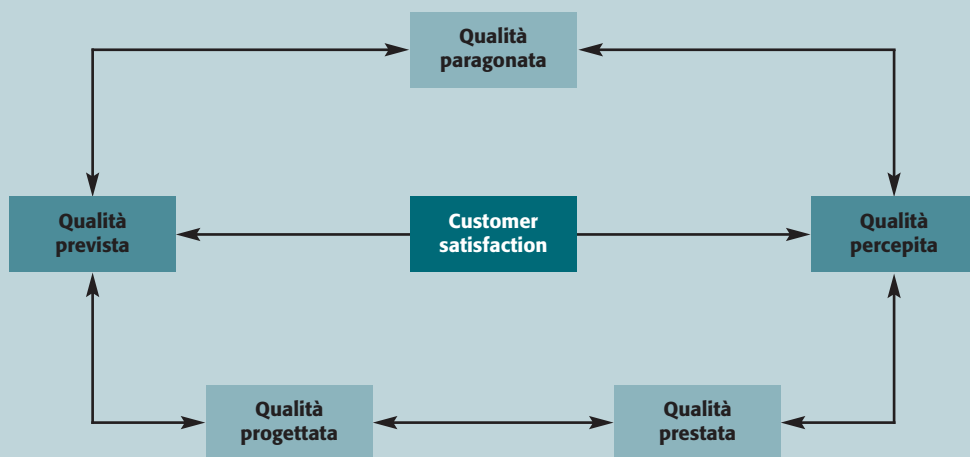 Qualità
paragonata
Qualità
prevista
Customer
satisfaction
Qualità
percepita
Qualità
progettata
Qualità
prestata